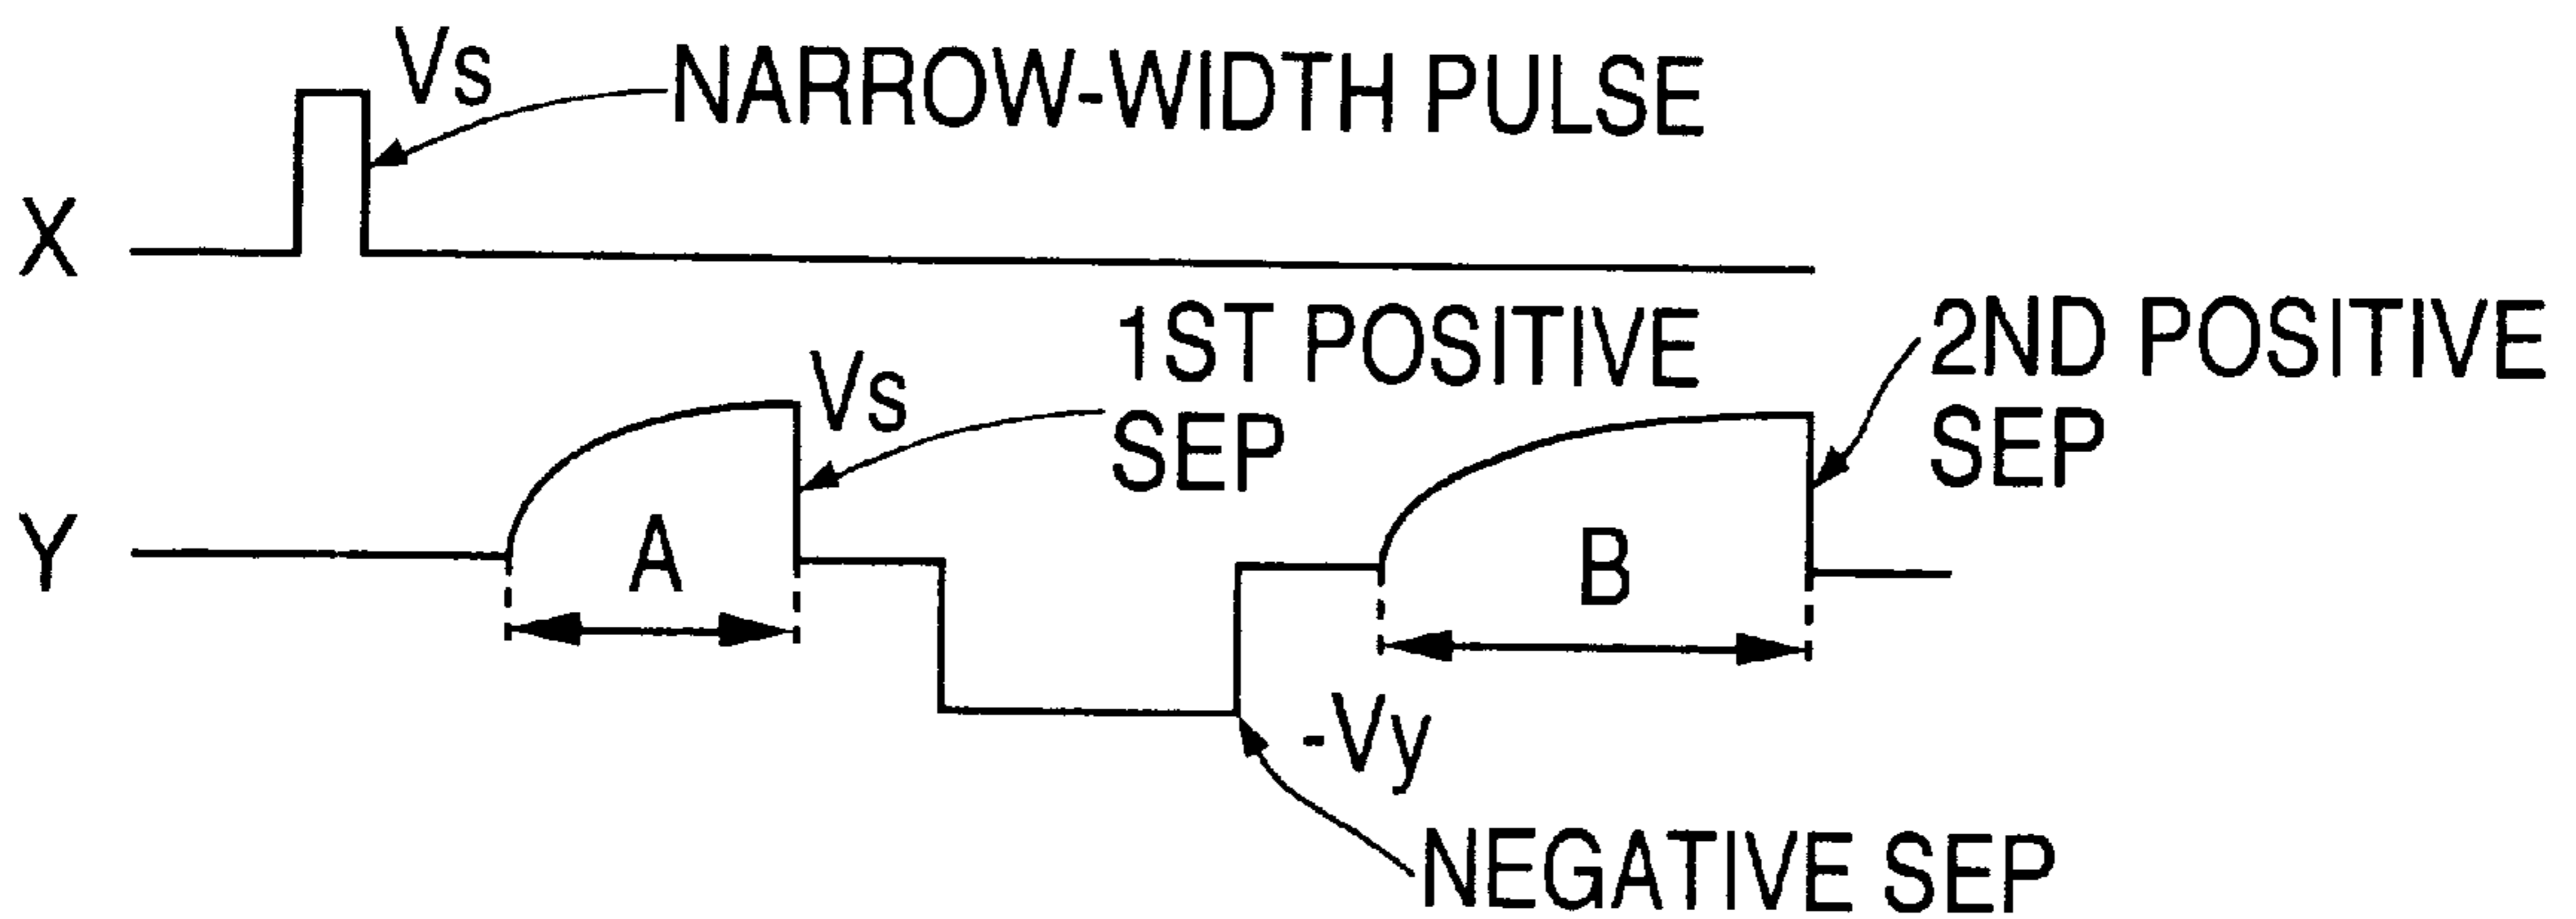 Vs
NARROW-WIDTH PULSE
X
1ST POSITIVE
SEP
2ND POSITIVE
SEP
Vs
Y
A
B
-Vy
NEGATIVE SEP